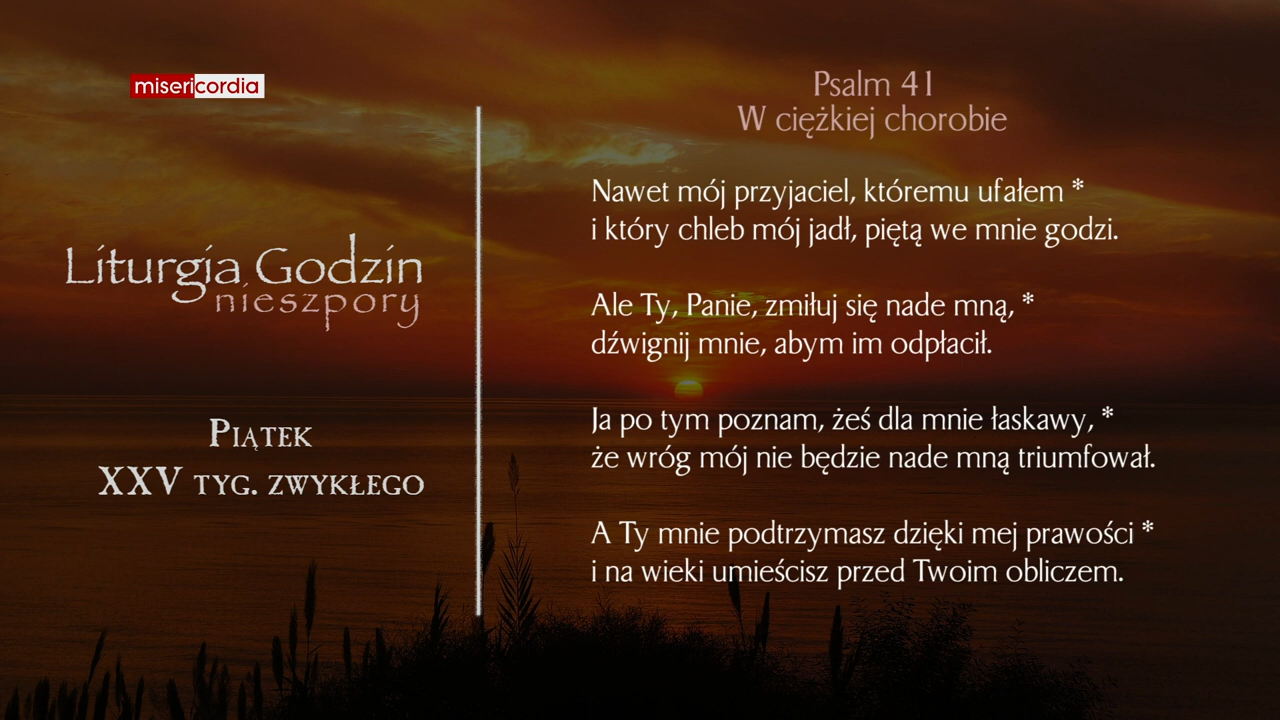 misericordia
Liturgia Godzin
nieszpory
Piątek
XXV tyg. zwykłego
Psalm 41
W ciężkiej chorobie
Nawet mój przyjaciel, któremu ufałem *
i który chleb mój jadł, piętą we mnie godzi.
Ale Ty, Panie, zmiłuj się nade mną, *
dźwignij mnie, abym im odpłacił.
Ja po tym poznam, żeś dla mnie łaskawy, *
że wróg mój nie będzie nade mną triumfował.
A Ty mnie podtrzymasz dzięki mej prawości *
i na wieki umieścisz przed Twoim obliczem.